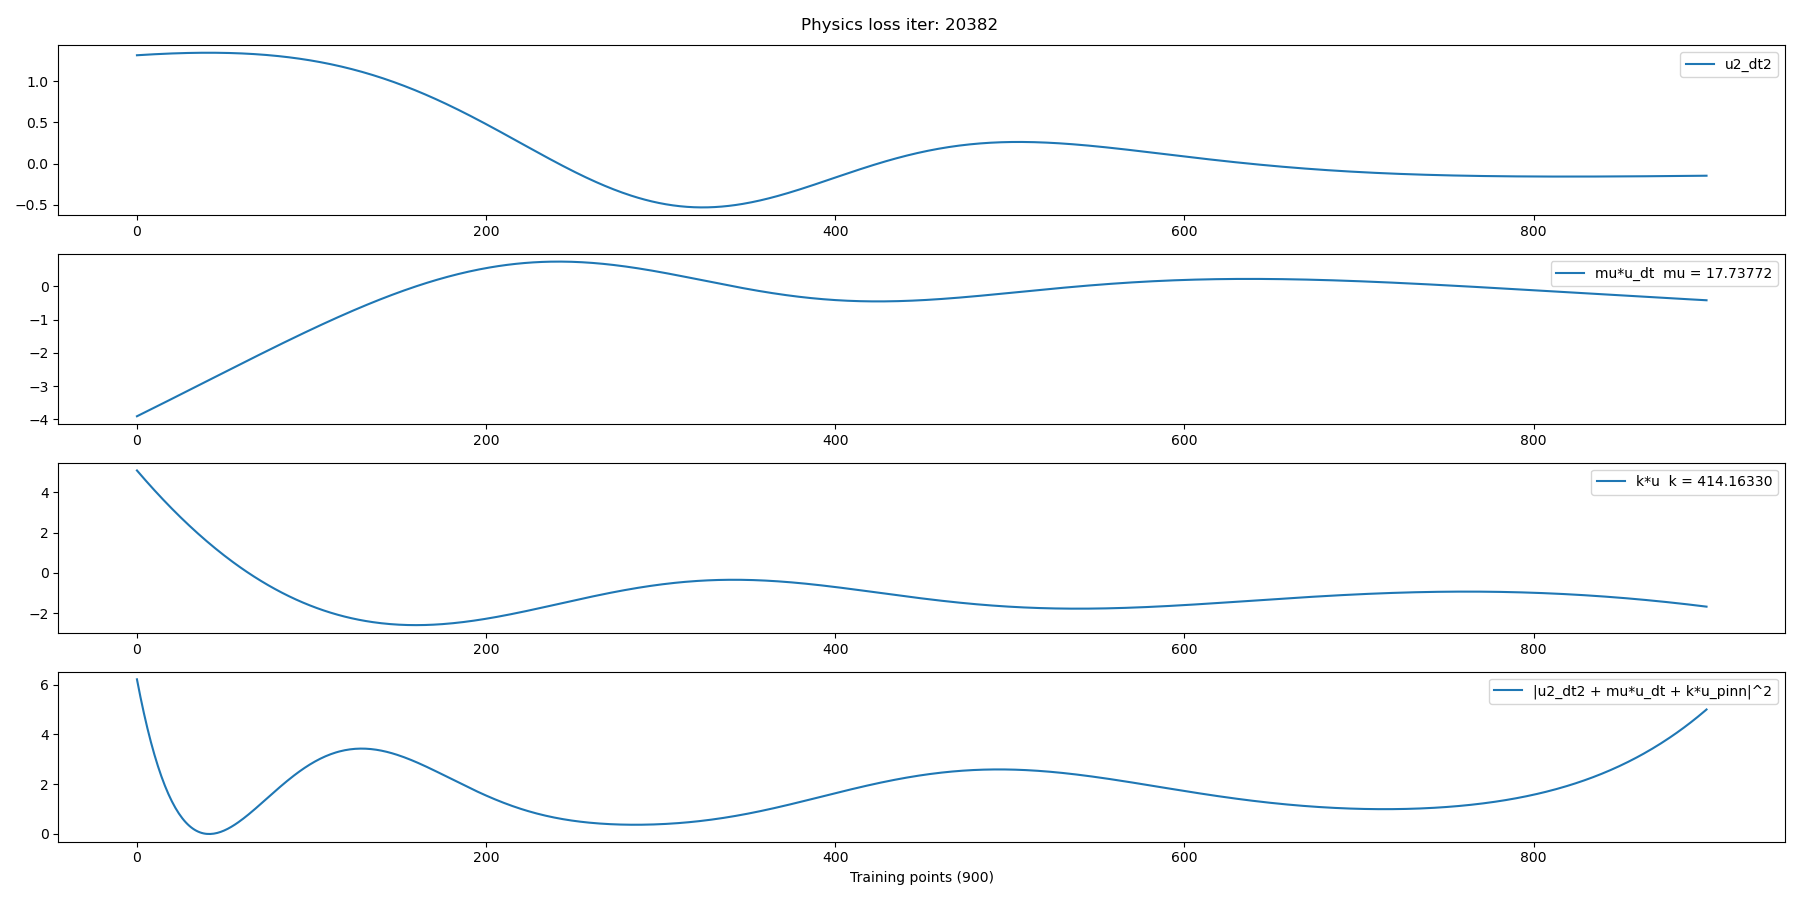 Physics loss iter: 20382
u2_dt2
1.0
0.5
0.0
−0.5
0 200 400 600 800
mu*u_dt mu = 17.73772
0
−1
−2
−3
−4
0 200 400 600 800
k*u k = 414.16330
4
2
0
−2
0 200 400 600 800
|u2_dt2 + mu*u_dt + k*u_pinn|^2
6
4
2
0
0 200 400 600 800
Training points (900)